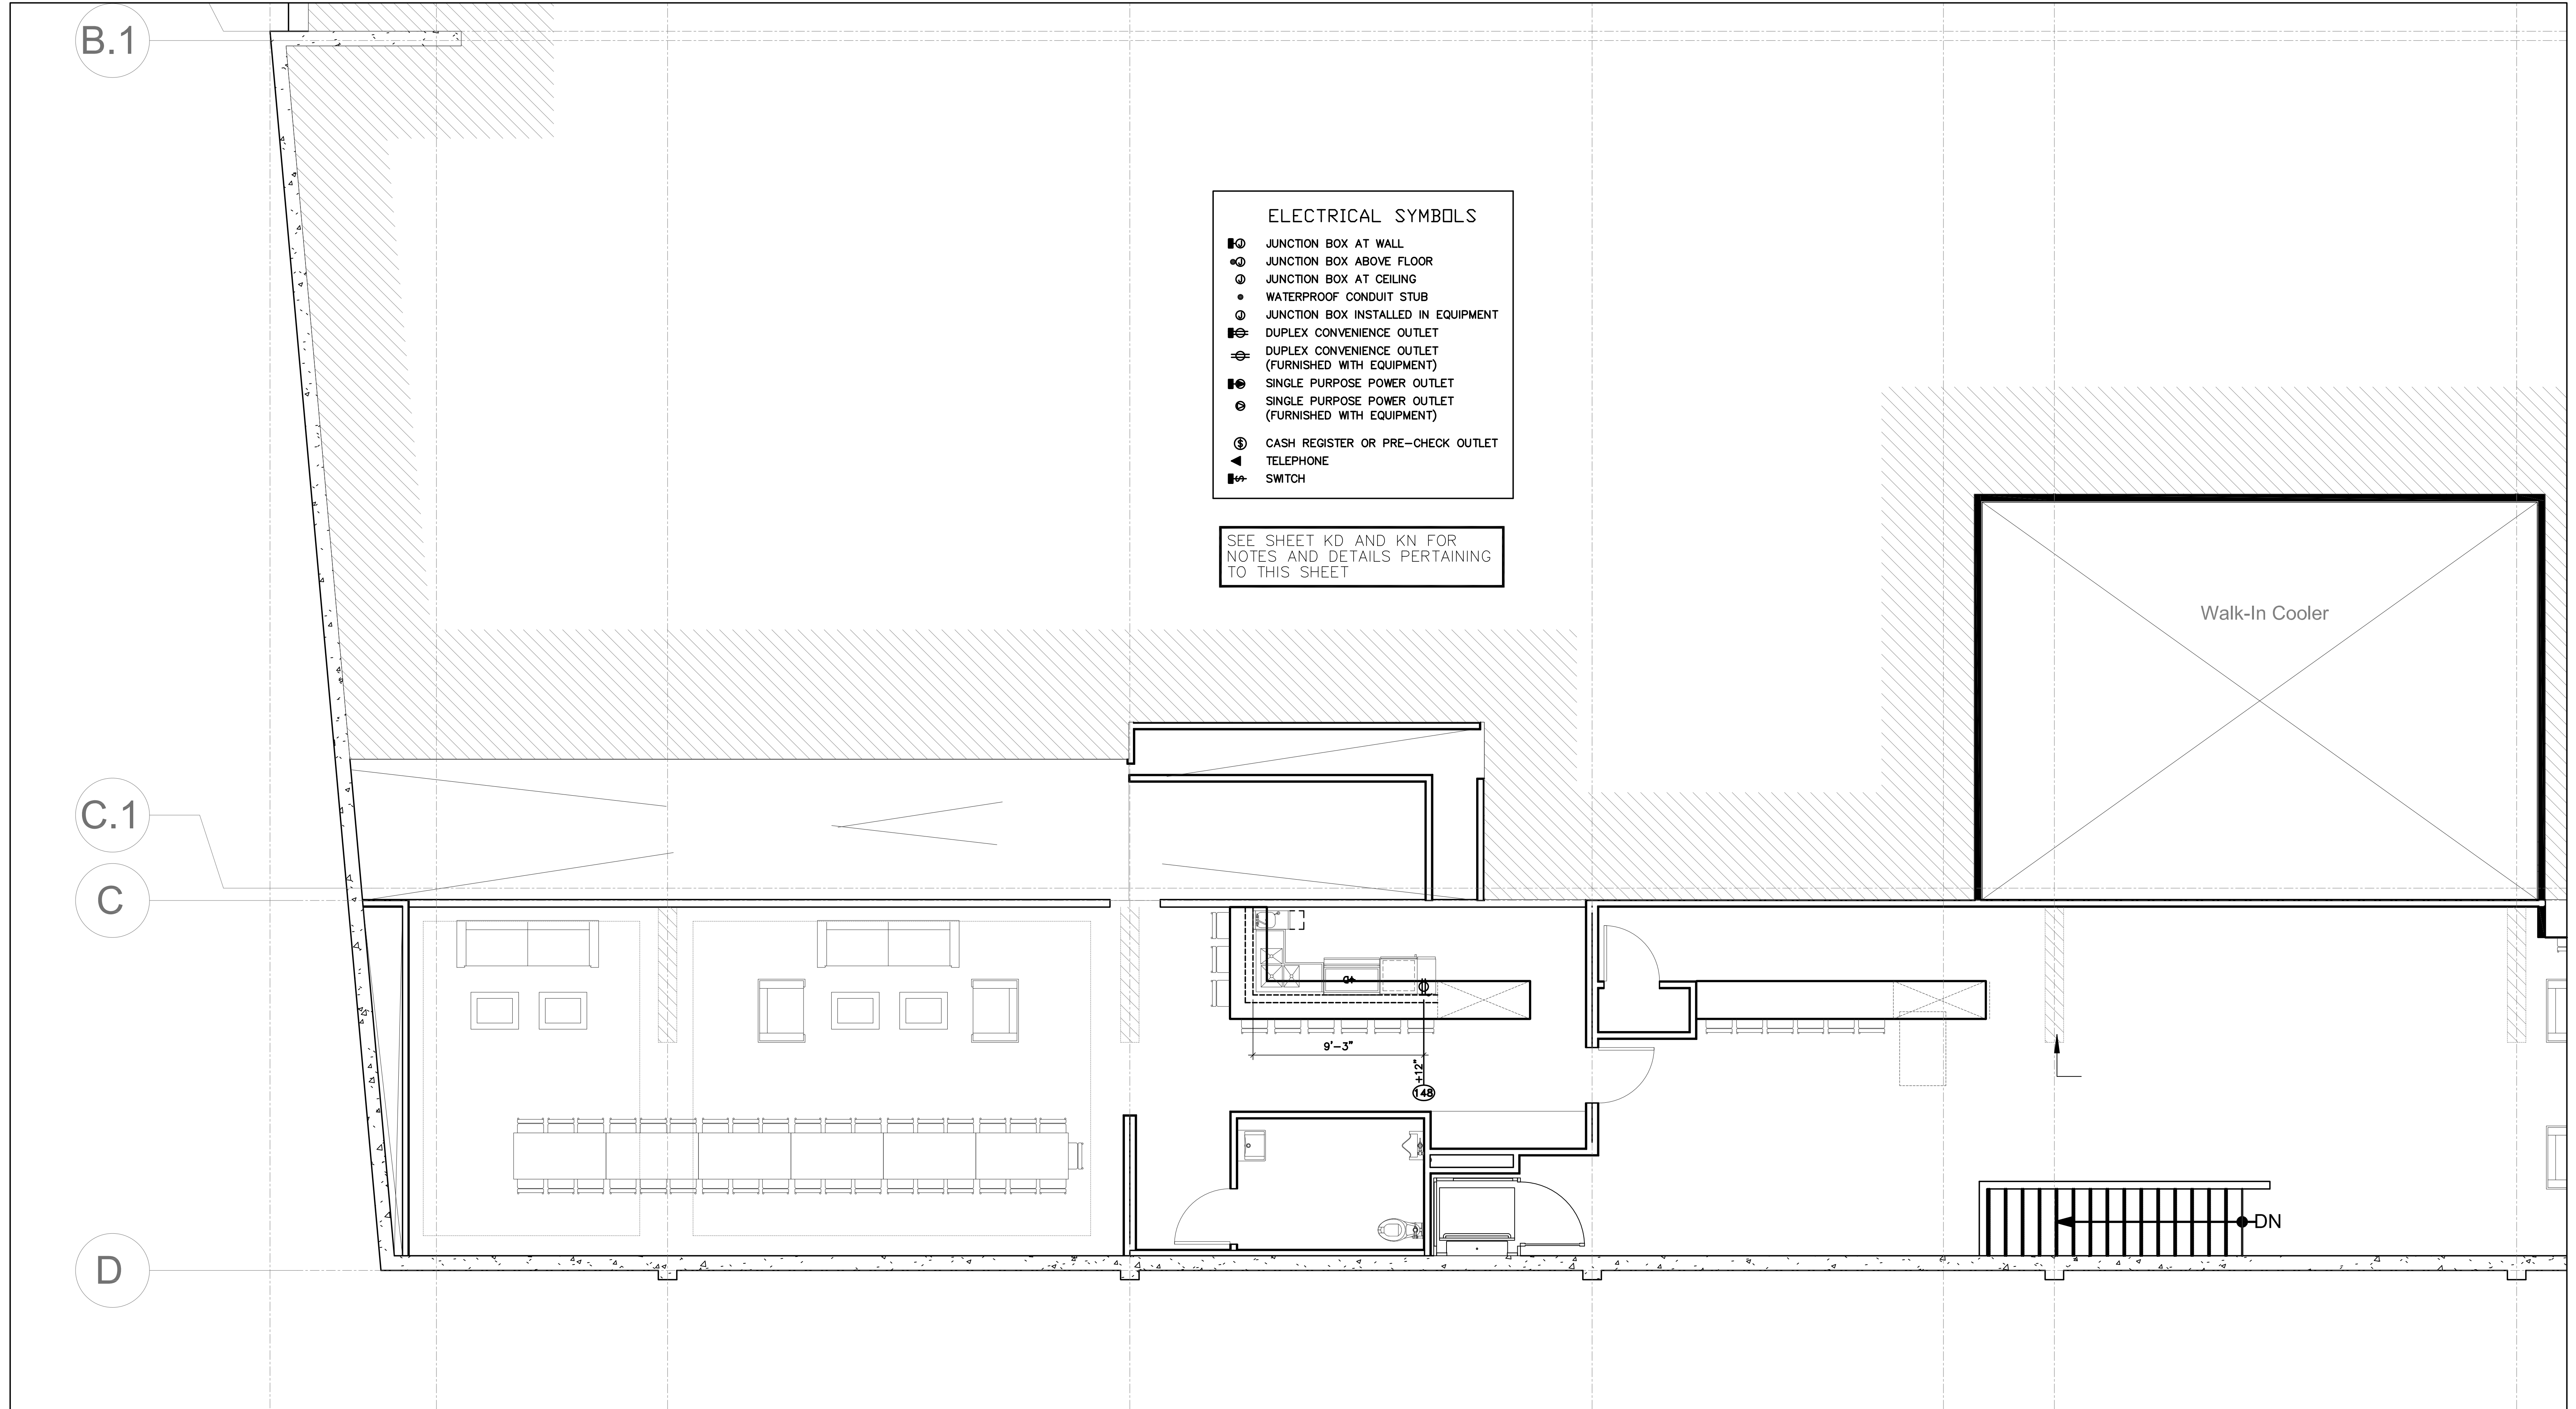 B.1
ELECTRICAL SYMBOLS
J JUNCTION BOX AT WALL
J JUNCTION BOX ABOVE FLOOR
J JUNCTION BOX AT CEILING
WATERPROOF CONDUIT STUB
J JUNCTION BOX INSTALLED IN EQUIPMENT
DUPLEX CONVENIENCE OUTLET
DUPLEX CONVENIENCE OUTLET
(FURNISHED WITH EQUIPMENT)
SINGLE PURPOSE POWER OUTLET
SINGLE PURPOSE POWER OUTLET
(FURNISHED WITH EQUIPMENT)
$ CASH REGISTER OR PRE-CHECK OUTLET
TELEPHONE
S SWITCH
SEE SHEET KD AND KN FOR
NOTES AND DETAILS PERTAINING
TO THIS SHEET
Walk-In Cooler
C.1
C
9'-3"
+12"
148
DN
D